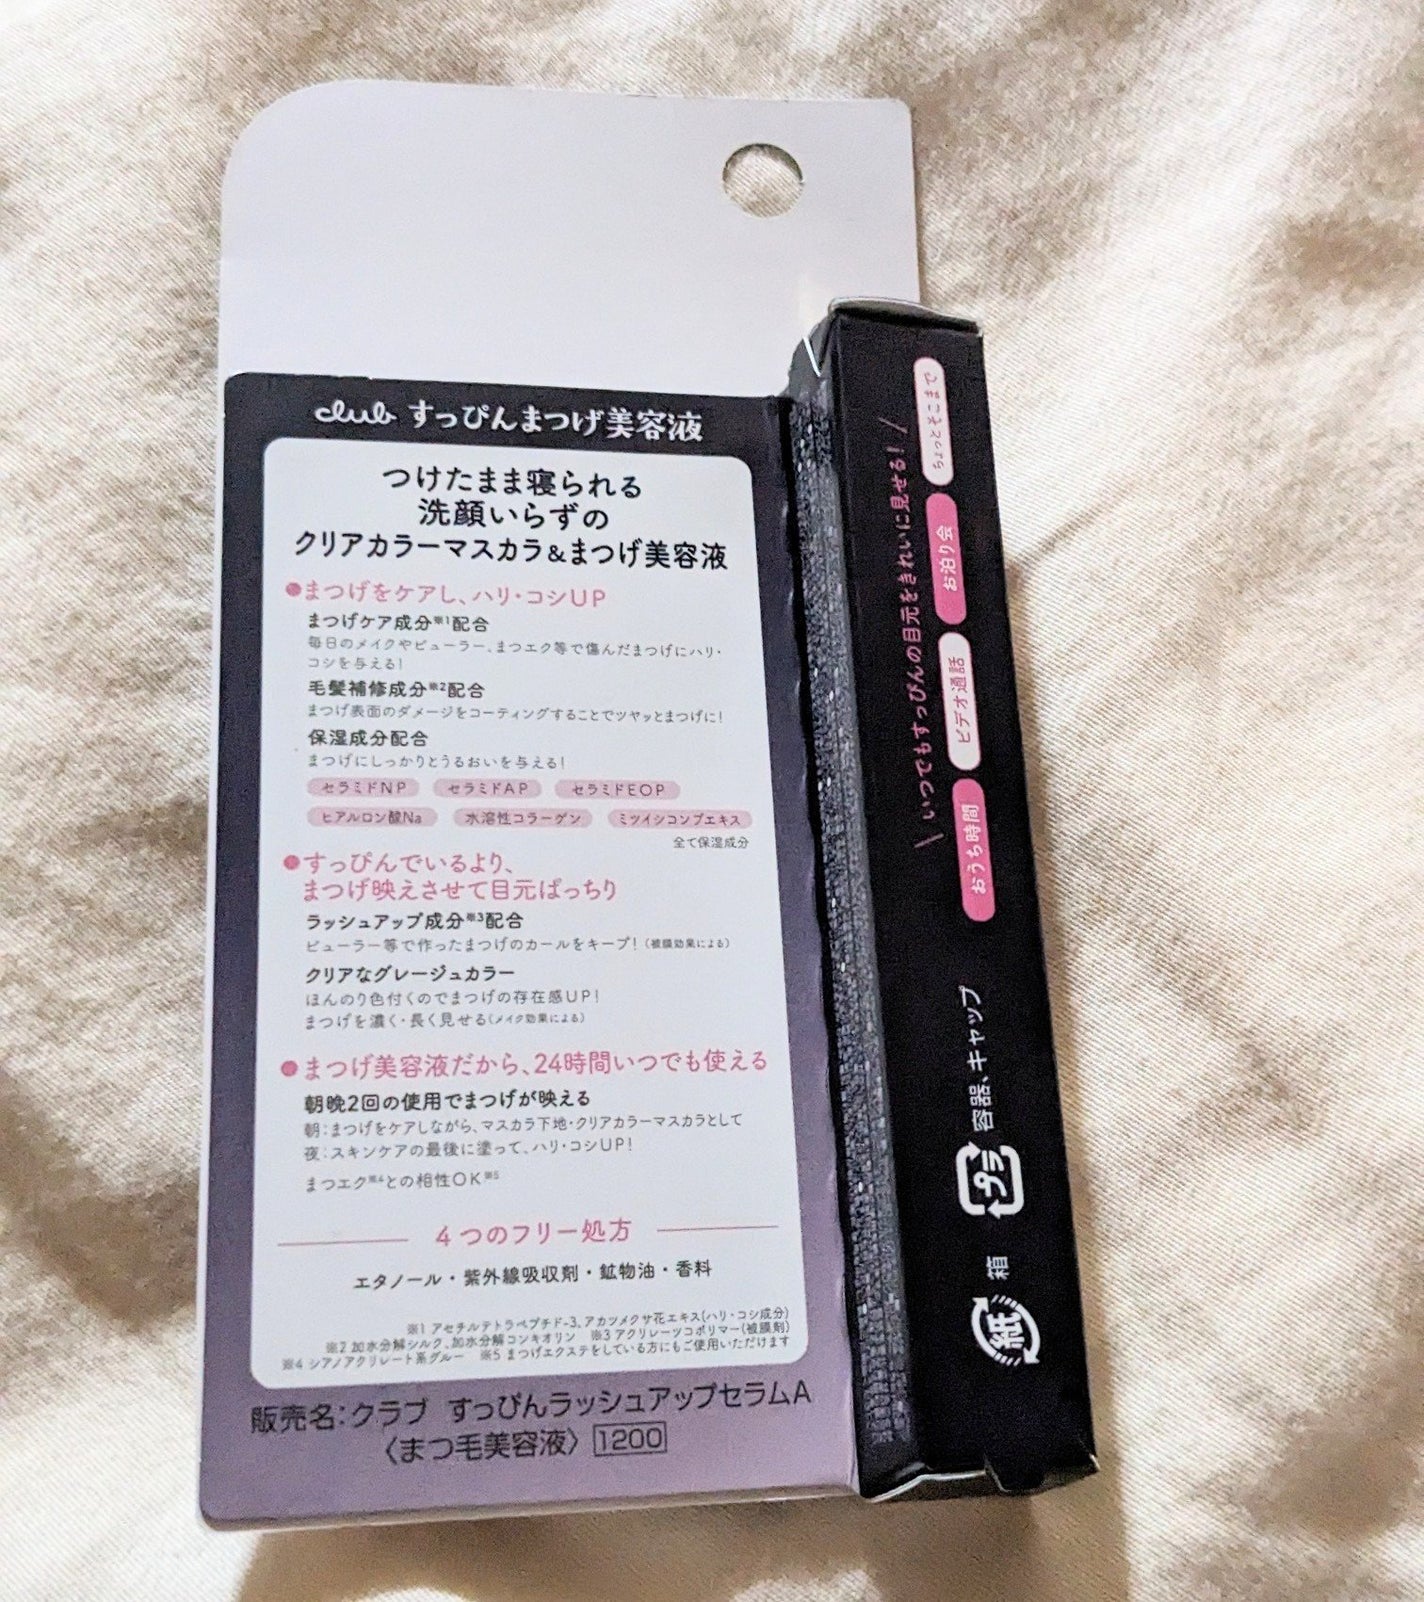 club すっぴんまつげ美容液
つけたまま寝られる
洗顔いらずの
クリアカラーマスカラ&まつげ美容液
●まつげをケアし、ハリ・コシUP
まつげケア成分※1配合
毎日のメイクやビューラー、まつエク等で傷んだまつげにハリ・
コシを与える!
毛髪補修成分※2配合
まつげ表面のダメージをコーティングすることでツヤッとまつげに!
保湿成分配合
まつげにしっかりとうるおいを与える!
セラミドNP セラミドAP セラミドEOP
ヒアルロン酸Na 水溶性コラーゲン ミツイシコンブエキス
全て保湿成分
●すっぴんでいるより、
まつげ映えさせて目元ぱっちり
ラッシュアップ成分※3配合
ビューラー等で作ったまつげのカールをキープ!(被膜効果による)
クリアなグレージュカラー
ほんのり色付くのでまつげの存在感UP!
まつげを濃く・長く見せる(メイク効果による)
●まつげ美容液だから、24時間いつでも使える
朝晩2回の使用でまつげが映える
朝:まつげをケアしながら、マスカラ下地・クリアカラーマスカラとして
夜:スキンケアの最後に塗って、ハリ・コシUP!
まつエク※4との相性OK※5
4つのフリー処方
エタノール・紫外線吸収剤・鉱物油・香料
※1 アセチルテトラペプチド-3、アカツメクサ花エキス(ハリ・コシ成分)
※2 加水分解シルク、加水分解コンキオリン ※3 アクリレーツコポリマー(被膜剤)
※4 シアノアクリレート系グルー ※5 まつげエクステをしている方にもご使用いただけます
販売名:クラブ すっぴんラッシュアップセラムA
〈まつ毛美容液〉 1200
\ いつでもすっぴんの目元をきれいに見せる! /
おうち時間 ビデオ通話 お泊り会 ちょっとそこまで
紙 箱 プラ 容器、キャップ